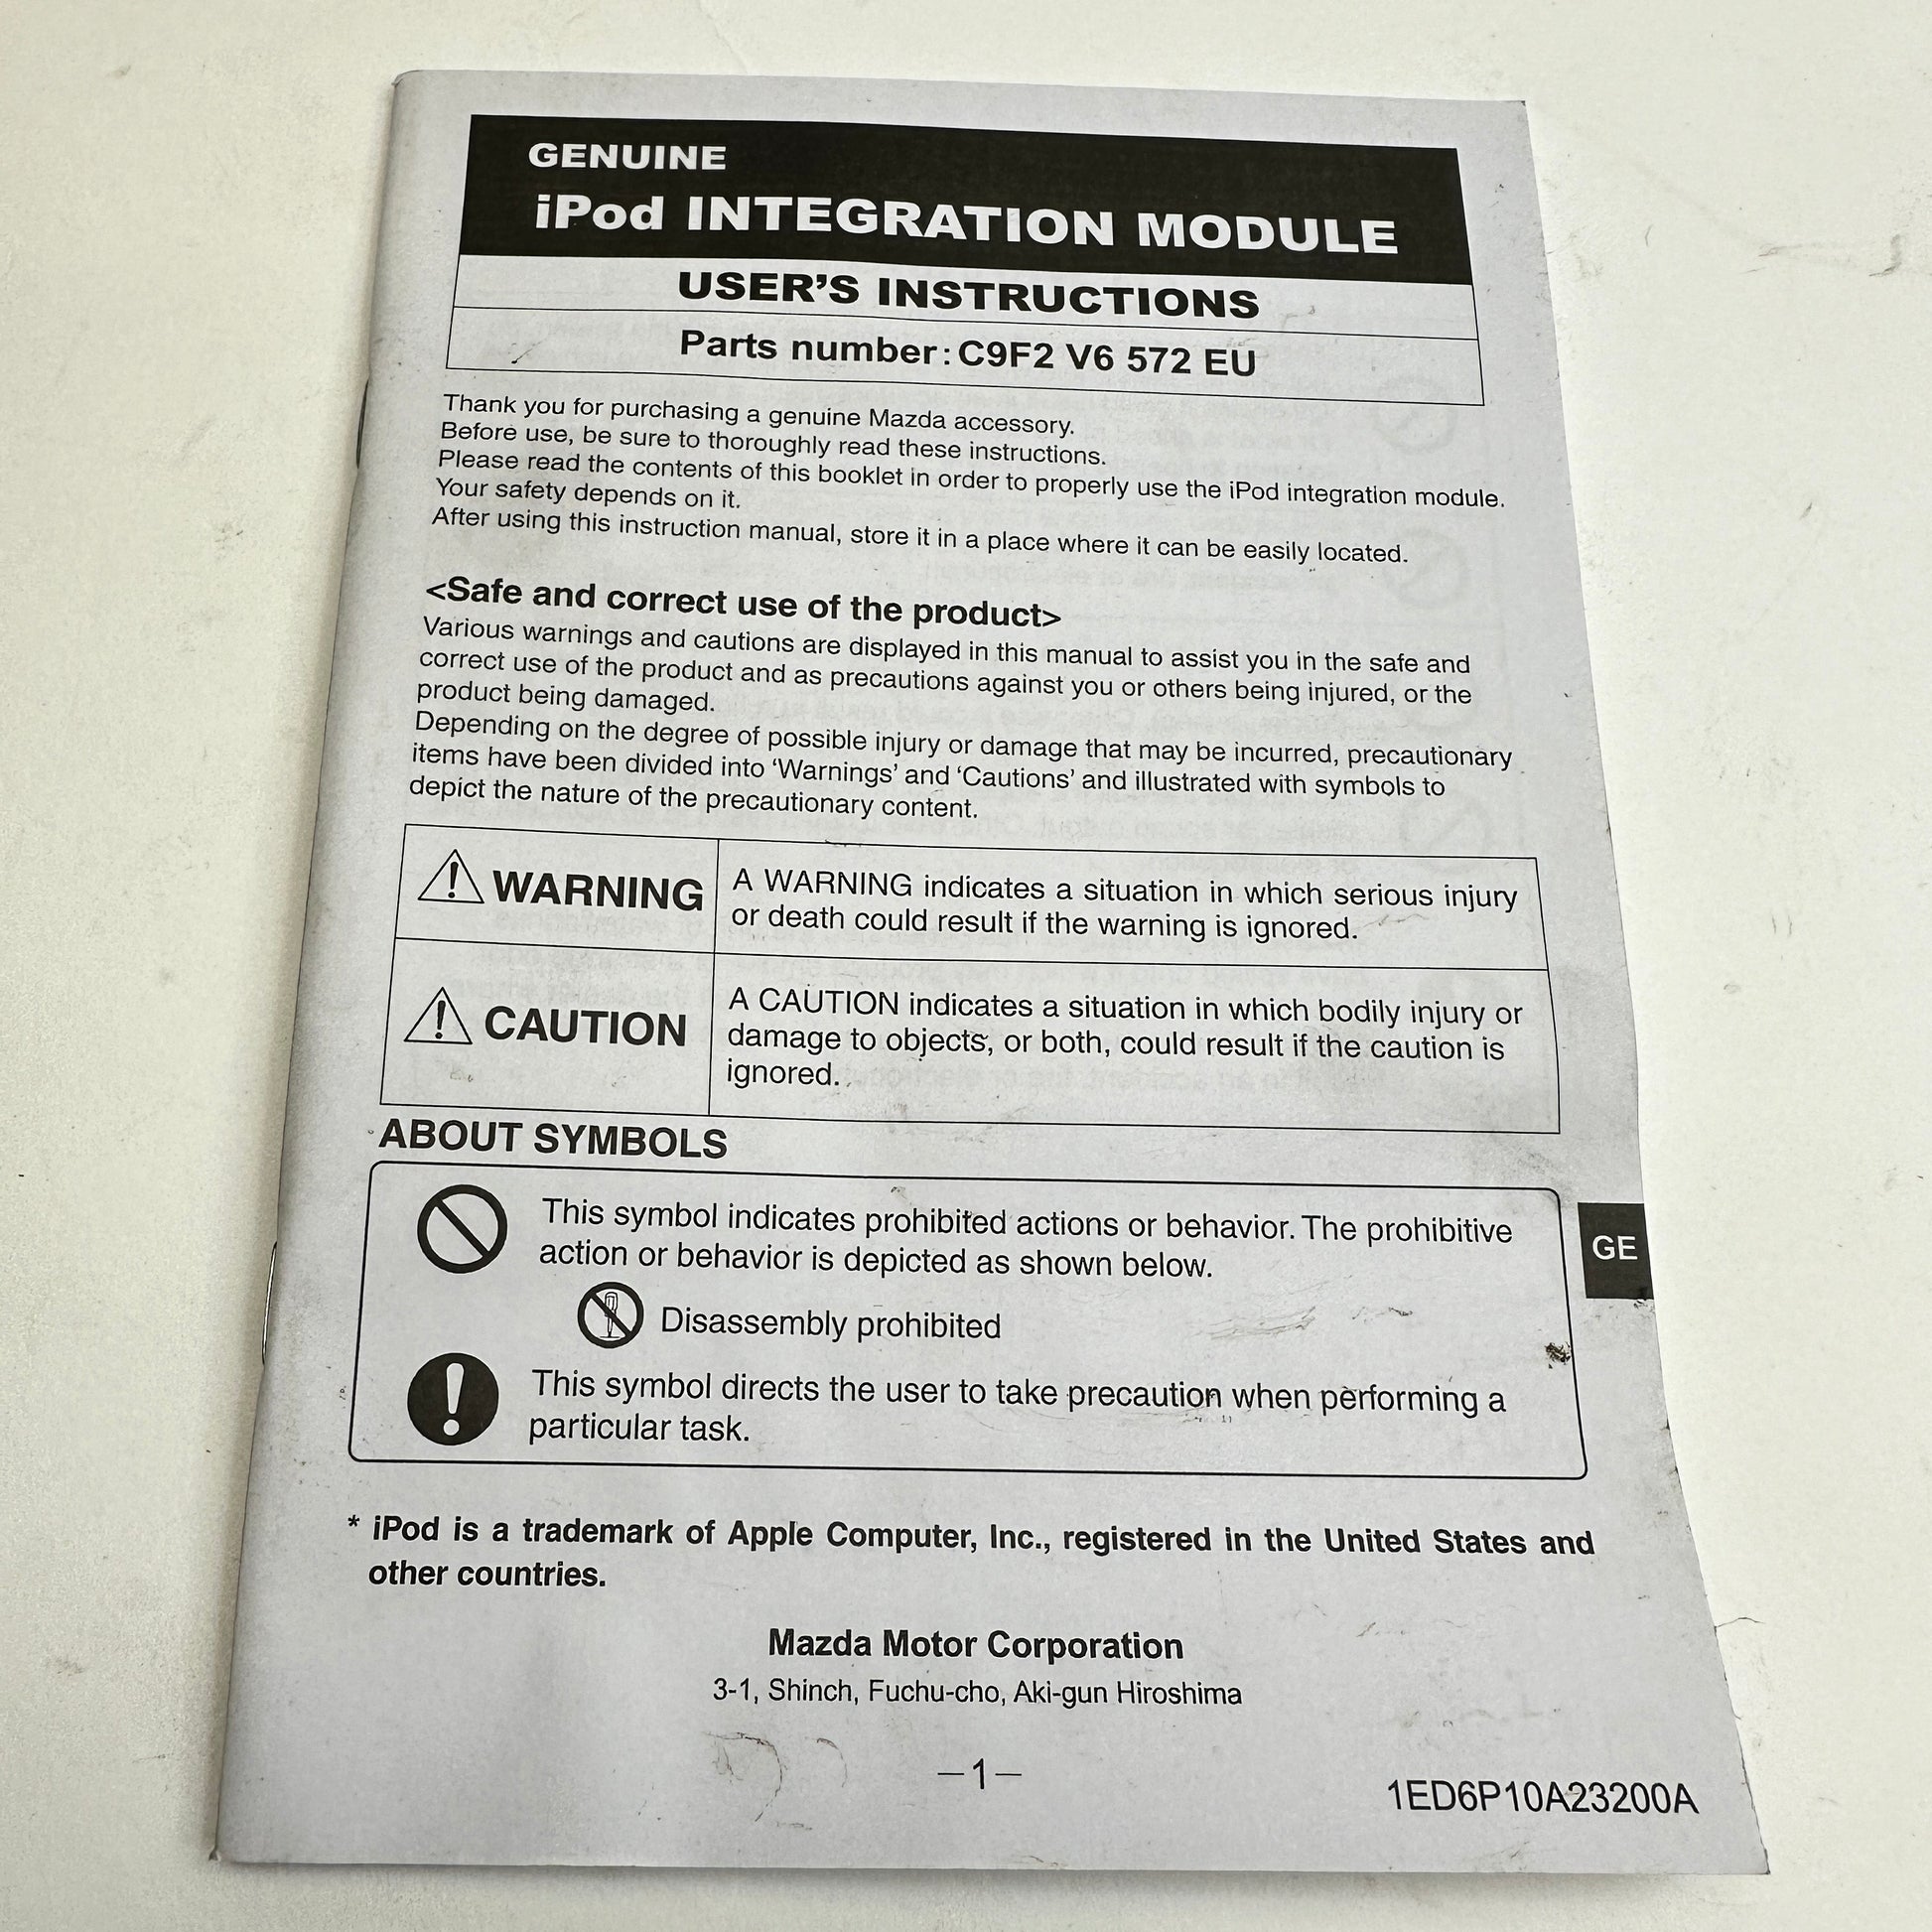 GENUINE
iPod INTEGRATION MODULE
USER'S INSTRUCTIONS
Parts number: C9F2 V6 572 EU
Thank you for purchasing a genuine Mazda accessory.
Before use, be sure to thoroughly read these instructions.
Please read the contents of this booklet in order to properly use the iPod integration module.
Your safety depends on it.
After using this instruction manual, store it in a place where it can be easily located.
<Safe and correct use of the product>
Various warnings and cautions are displayed in this manual to assist you in the safe and
correct use of the product and as precautions against you or others being injured, or the
product being damaged.
Depending on the degree of possible injury or damage that may be incurred, precautionary
items have been divided into 'Warnings' and 'Cautions' and illustrated with symbols to
depict the nature of the precautionary content.
WARNING
A WARNING indicates a situation in which serious injury
or death could result if the warning is ignored.
CAUTION
A CAUTION indicates a situation in which bodily injury or
damage to objects, or both, could result if the caution is
ignored.
ABOUT SYMBOLS
This symbol indicates prohibited actions or behavior. The prohibitive
action or behavior is depicted as shown below.
Disassembly prohibited
This symbol directs the user to take precaution when performing a
particular task.
GE
* iPod is a trademark of Apple Computer, Inc., registered in the United States and
other countries.
Mazda Motor Corporation
3-1, Shinch, Fuchu-cho, Aki-gun Hiroshima
—1—
1ED6P10A23200A